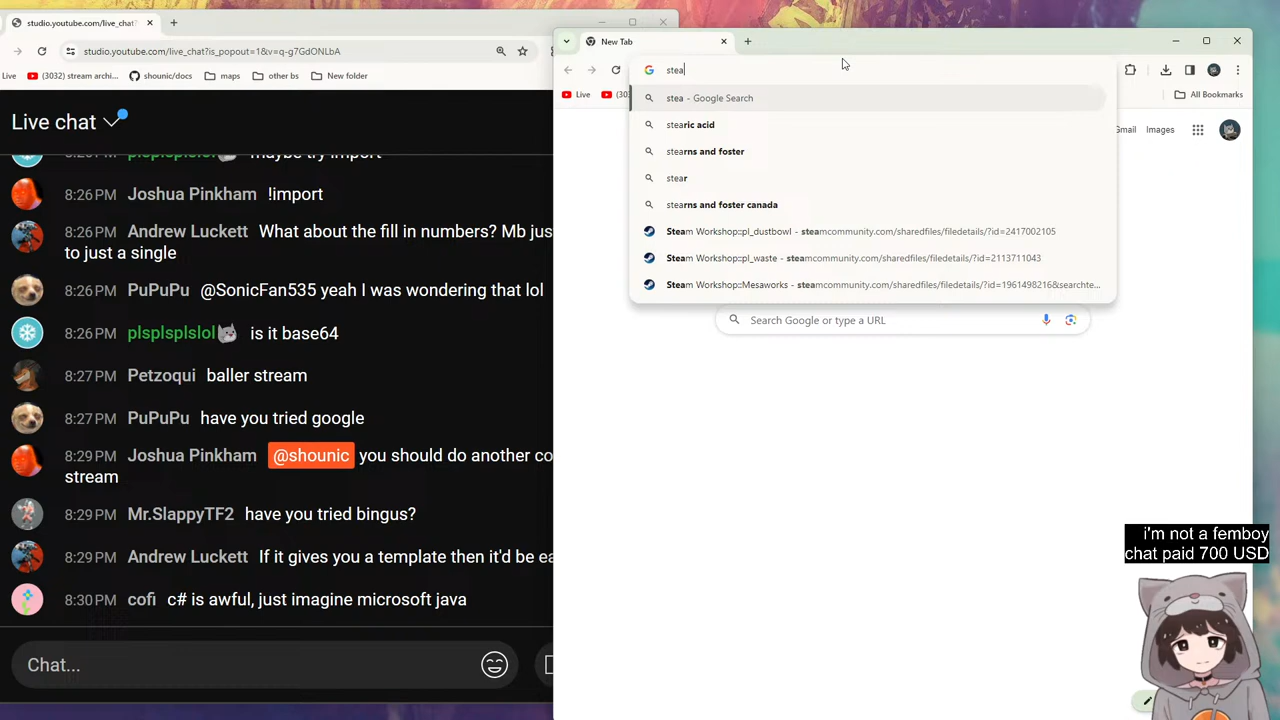 studio.youtube.com/live_chat?
studio.youtube.com/live_chat?is_popout=1&v=q-g7GdONLbA
Live
(3032) stream archi...
shounic/docs
maps
other bs
New folder
Live chat
plsplsplslol maybe try import
8:26 PM Joshua Pinkham !import
8:26 PM Andrew Luckett What about the fill in numbers? Mb jus
to just a single
8:26 PM PuPuPu @SonicFan535 yeah I was wondering that lol
8:26 PM plsplsplslol is it base64
8:27 PM Petzoqui baller stream
8:27 PM PuPuPu have you tried google
8:29 PM Joshua Pinkham @shounic you should do another co
stream
8:29 PM Mr.SlappyTF2 have you tried bingus?
8:29 PM Andrew Luckett If it gives you a template then it'd be ea
8:30 PM cofi c# is awful, just imagine microsoft java
Chat...
New Tab
stea
Live
(303
All Bookmarks
stea - Google Search
stearic acid
stearns and foster
stear
stearns and foster canada
Steam Workshop::pl_dustbowl - steamcommunity.com/sharedfiles/filedetails/?id=2417002105
Steam Workshop::pl_waste - steamcommunity.com/sharedfiles/filedetails/?id=2113711043
Steam Workshop::Mesaworks - steamcommunity.com/sharedfiles/filedetails/?id=1961498216&searchte...
Gmail
Images
Search Google or type a URL
i'm not a femboy
chat paid 700 USD